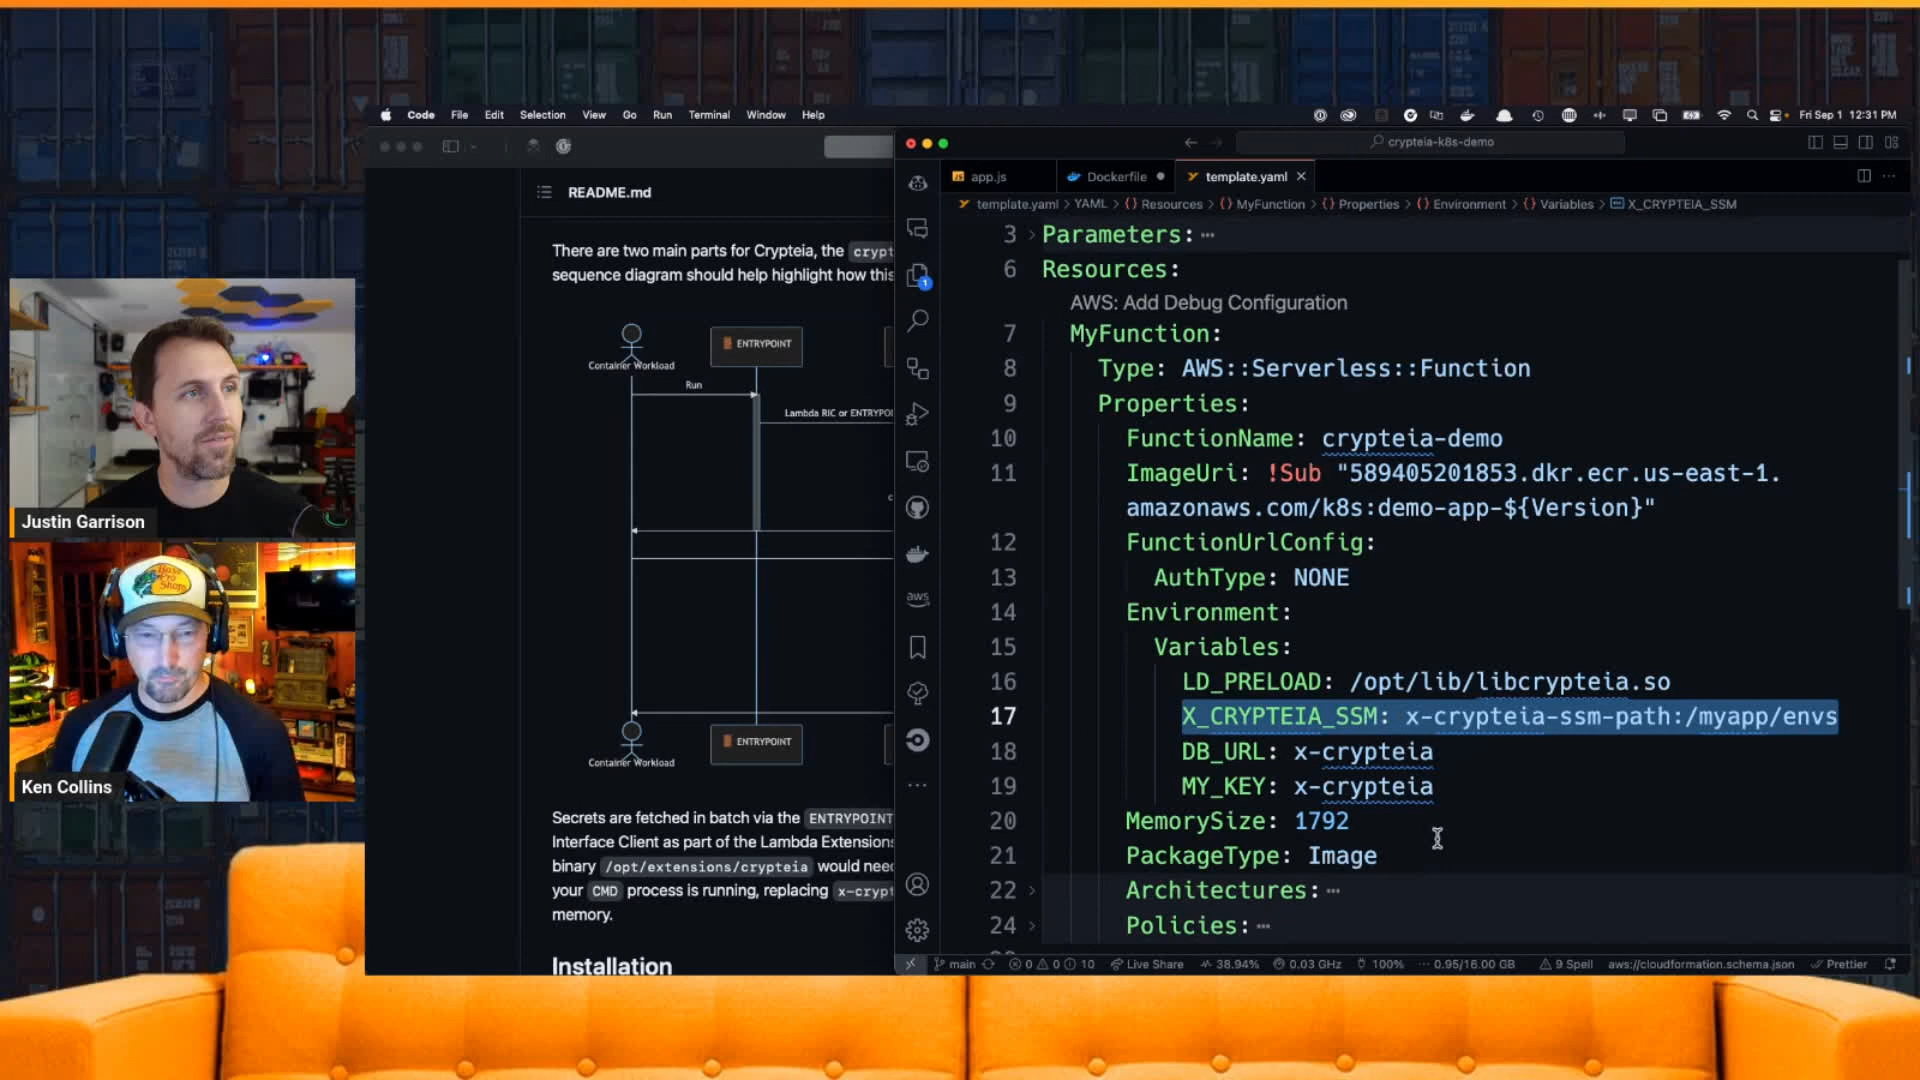 Code File Edit Selection View Go Run Terminal Window Help
Fri Sep 1 12:31 PM
README.md
There are two main parts for Crypteia, the crypt
sequence diagram should help highlight how this
Container Workload
ENTRYPOINT
Run
Lambda RIC or ENTRYPOI
c
Container Workload
ENTRYPOINT
Secrets are fetched in batch via the ENTRYPOINT
Interface Client as part of the Lambda Extensions
binary /opt/extensions/crypteia would need
your CMD process is running, replacing x-crypt
memory.
Installation
crypteia-k8s-demo
JS app.js
Dockerfile
template.yaml
template.yaml > YAML > {} Resources > {} MyFunction > {} Properties > {} Environment > {} Variables > X_CRYPTEIA_SSM
3 > Parameters: ...
6 Resources:
AWS: Add Debug Configuration
7 MyFunction:
8 Type: AWS::Serverless::Function
9 Properties:
10 FunctionName: crypteia-demo
11 ImageUri: !Sub "589405201853.dkr.ecr.us-east-1.
amazonaws.com/k8s:demo-app-${Version}"
12 FunctionUrlConfig:
13 AuthType: NONE
14 Environment:
15 Variables:
16 LD_PRELOAD: /opt/lib/libcrypteia.so
17 X_CRYPTEIA_SSM: x-crypteia-ssm-path:/myapp/envs
18 DB_URL: x-crypteia
19 MY_KEY: x-crypteia
20 MemorySize: 1792
21 PackageType: Image
22 > Architectures: ...
24 > Policies: ...
1
aws
main 0 0 10 Live Share 38.94% 0.03 GHz 100% 0.95/16.00 GB 9 Spell aws://cloudformation.schema.json Prettier
Justin Garrison
Bass
Pro
Shops
Ken Collins